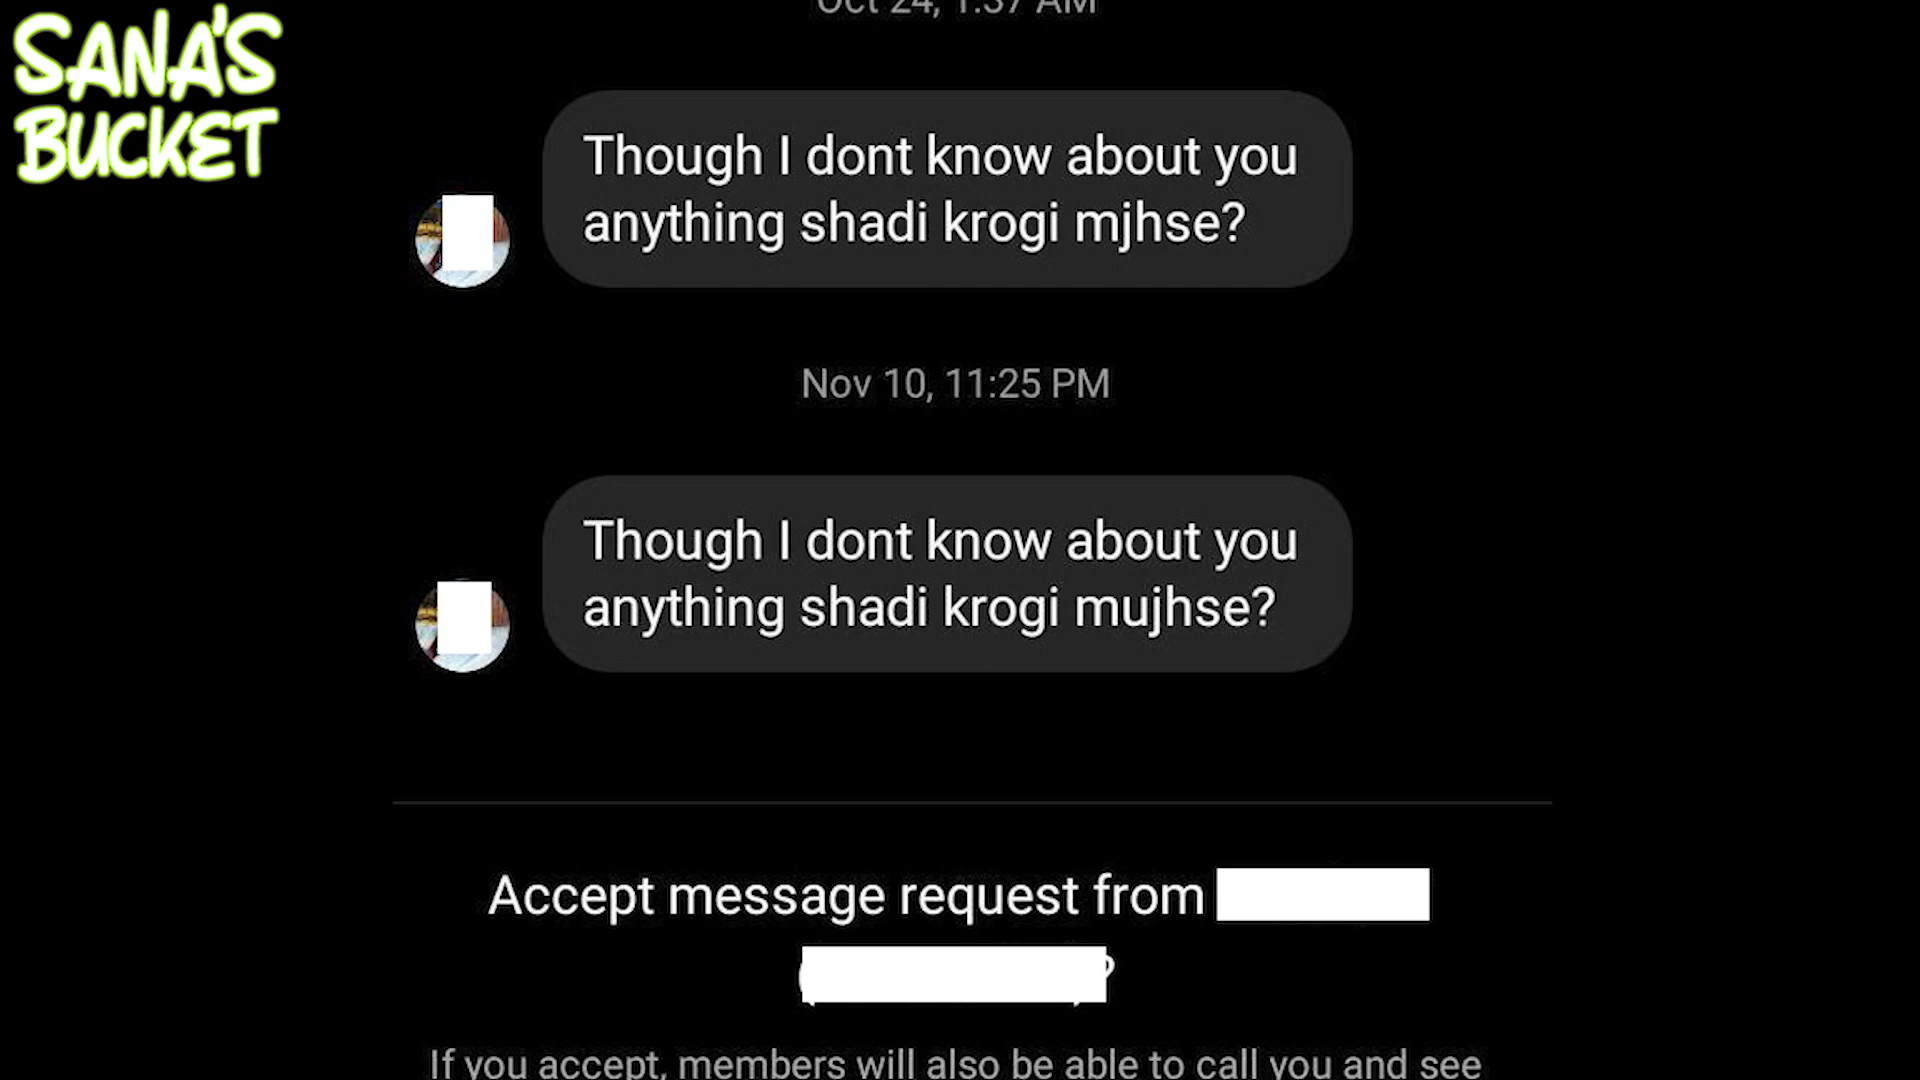 SANA'S
BUCKET
Oct 24, 1:37 AM
Though I dont know about you
anything shadi krogi mjhse?
Nov 10, 11:25 PM
Though I dont know about you
anything shadi krogi mujhse?
Accept message request from
?
If you accept, members will also be able to call you and see